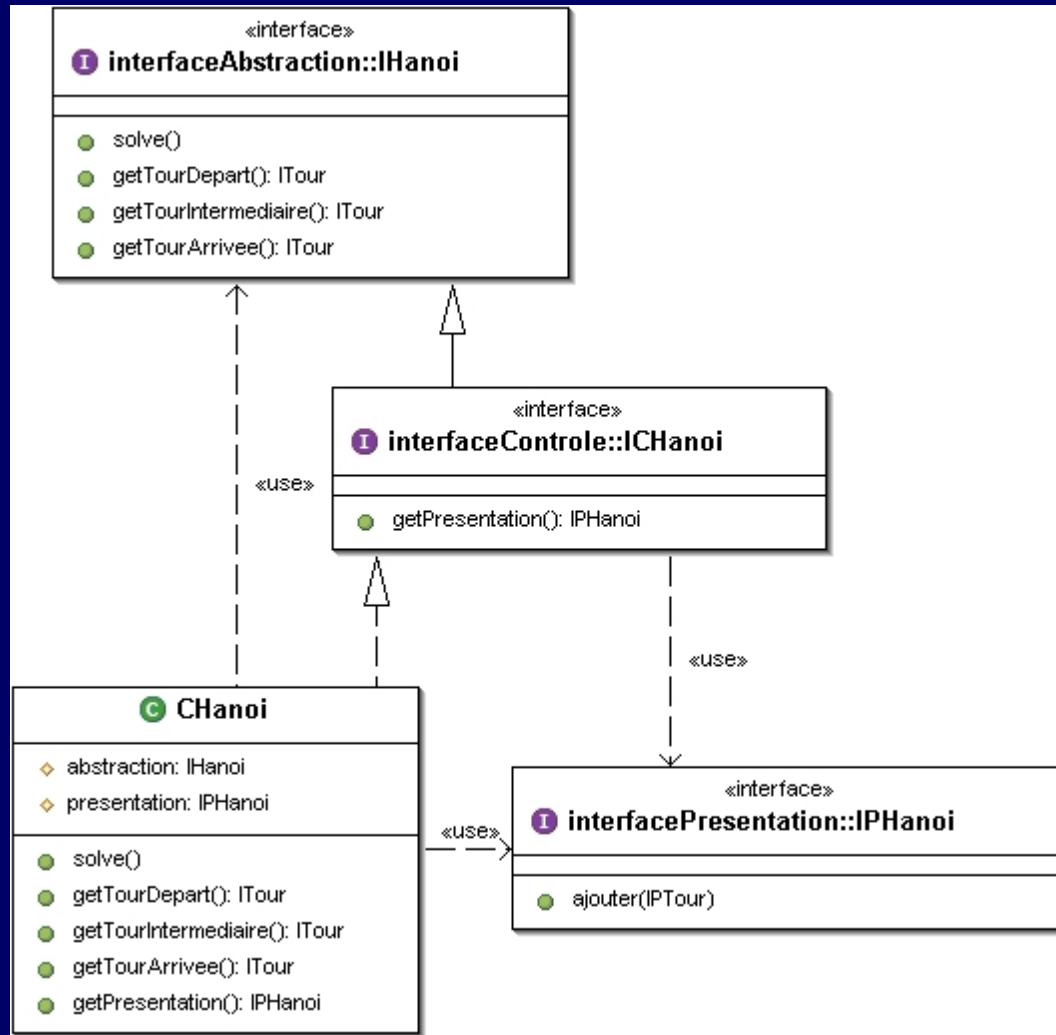 «interface»
I interfaceAbstraction::IHanoi
solve()
getTourDepart(): ITour
getTourIntermediaire(): ITour
getTourArrivee(): ITour
«interface»
I interfaceControle::ICHanoi
«use»
getPresentation(): IPHanoi
«use»
C CHanoi
abstraction: IHanoi
presentation: IPHanoi
solve()
getTourDepart(): ITour
getTourIntermediaire(): ITour
getTourArrivee(): ITour
getPresentation(): IPHanoi
«use»
«interface»
I interfacePresentation::IPHanoi
ajouter(IPTour)